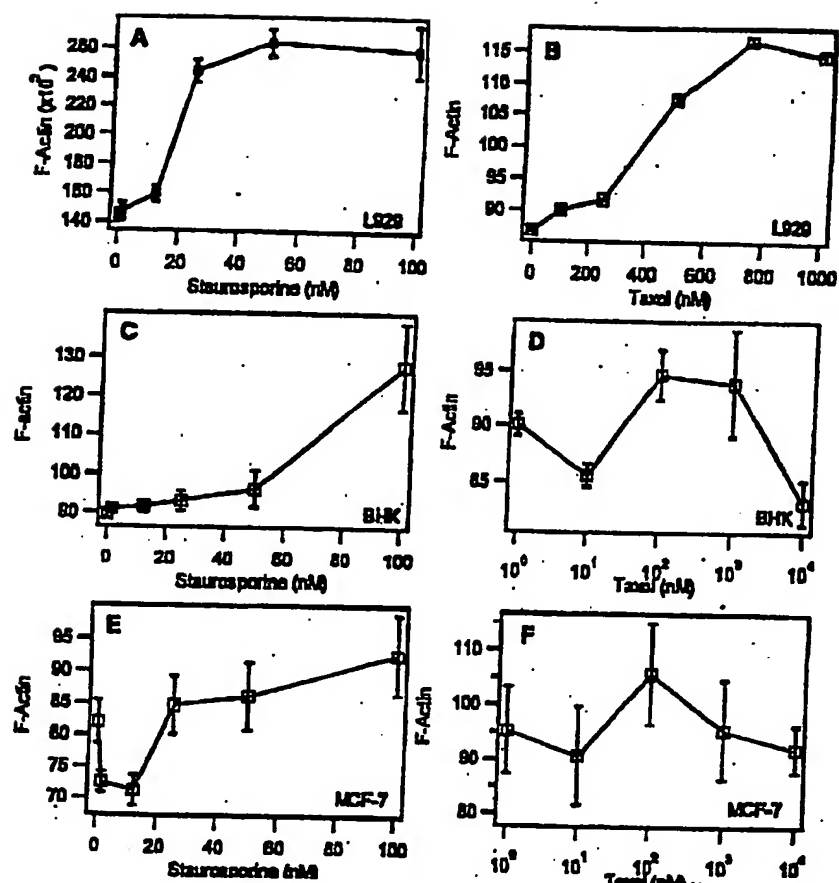 A
260
240
220
200
180
160
140
F-Actin (x10²)
L929
0 20 40 60 80 100
Staurosporine (nM)
B
115
110
105
100
95
90
F-Actin
L929
0 200 400 600 800 1000
Taxol (nM)
C
130
120
110
100
90
F-actin
BHK
0 20 40 60 80 100
Staurosporine (nM)
D
95
90
85
F-Actin
BHK
10⁰ 10¹ 10² 10³ 10⁴
Taxol (nM)
E
95
90
85
80
75
70
F-Actin
MCF-7
0 20 40 60 80 100
Staurosporine (nM)
F
110
100
90
80
F-Actin
MCF-7
10⁰ 10¹ 10² 10³ 10⁴
Taxol (nM)